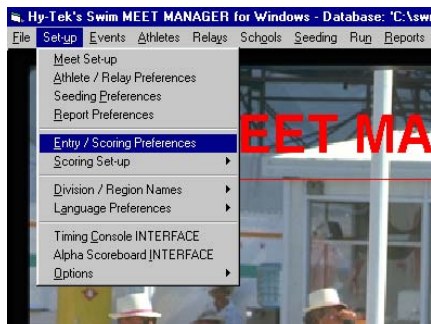 Hy-Tek's Swim MEET MANAGER for Windows - Database: 'C:\sw
File Set-up Events Athletes Relays Schools Seeding Run Reports
Meet Set-up
Athlete / Relay Preferences
Seeding Preferences
Report Preferences
Entry / Scoring Preferences
Scoring Set-up
Division / Region Names
Language Preferences
Timing Console INTERFACE
Alpha Scoreboard INTERFACE
Options
EET MA